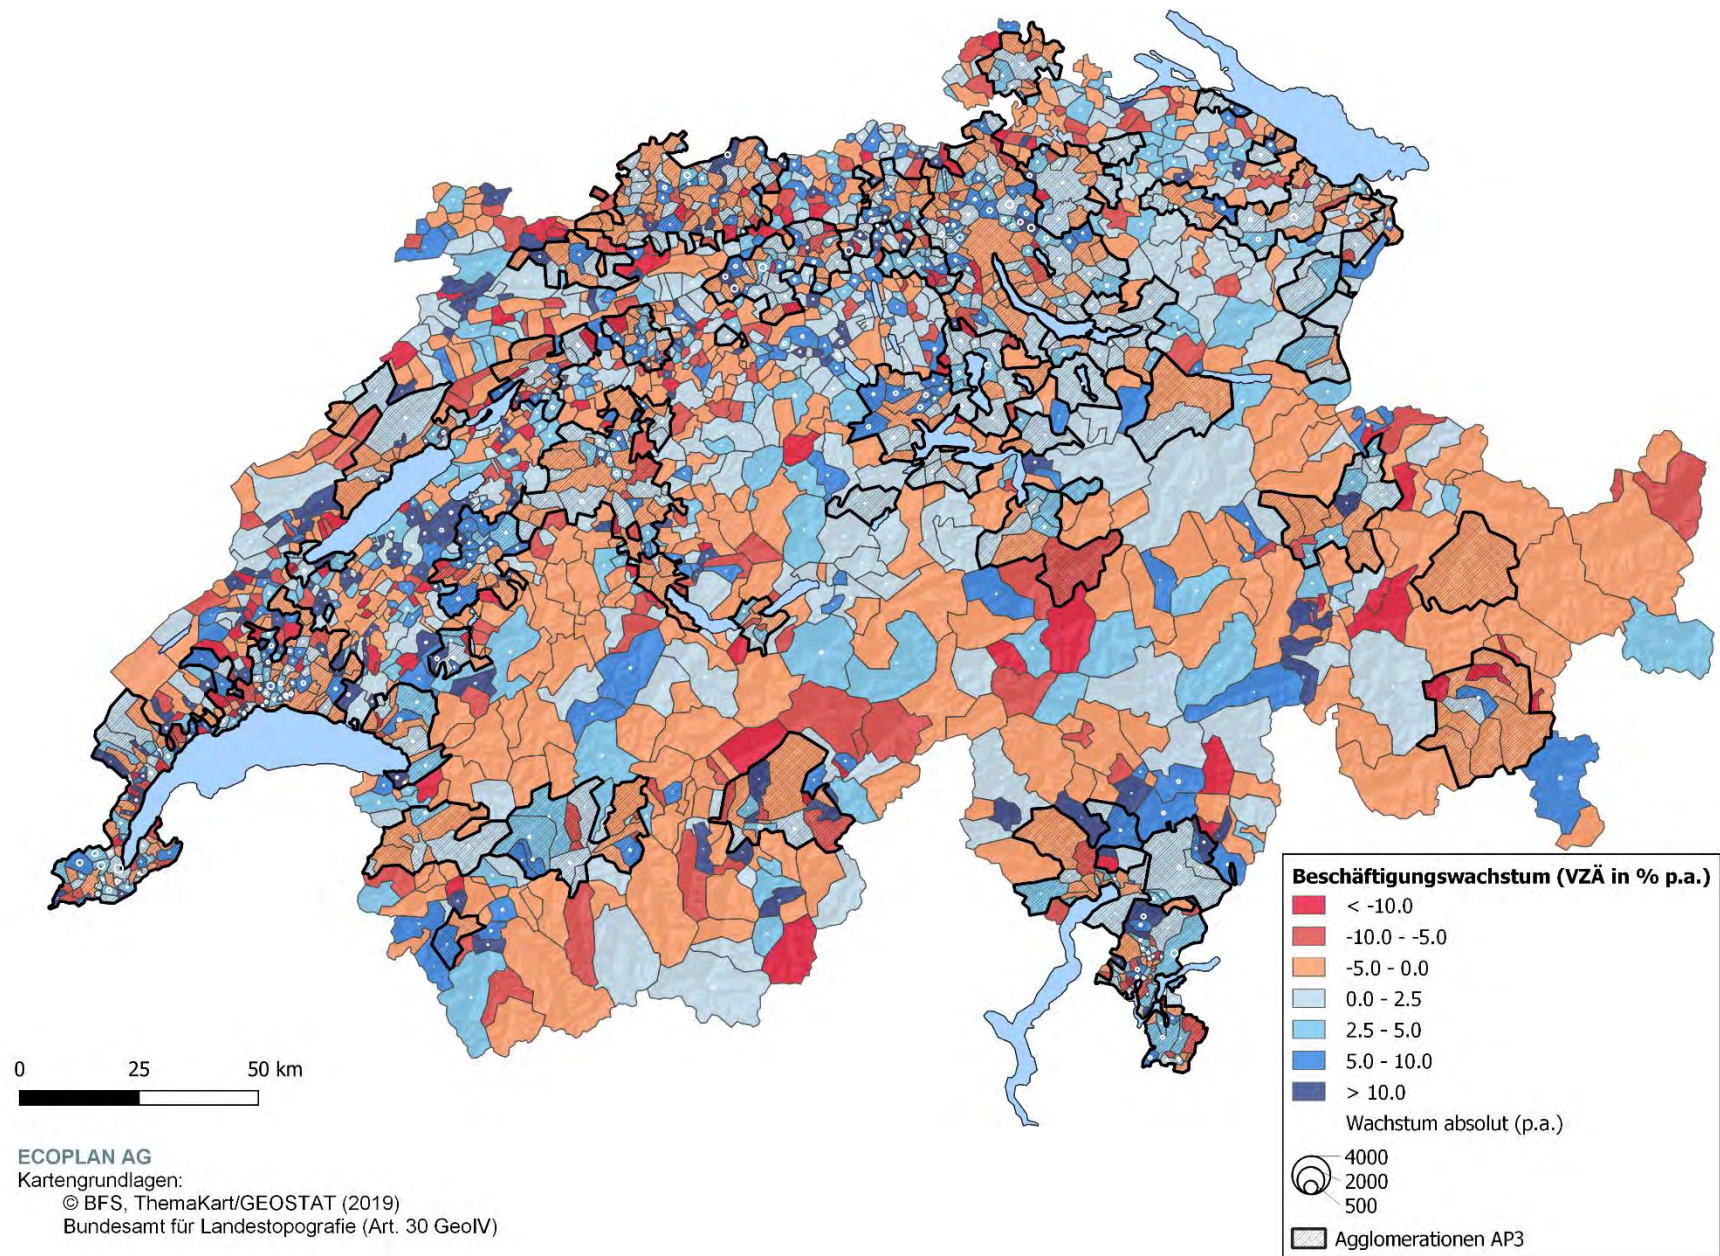 Beschäftigungswachstum (VZÄ in % p.a.)
< -10.0
-10.0 - -5.0
-5.0 - 0.0
0.0 - 2.5
2.5 - 5.0
5.0 - 10.0
> 10.0
Wachstum absolut (p.a.)
4000
2000
500
Agglomerationen AP3
0 25 50 km
ECOPLAN AG
Kartengrundlagen:
© BFS, ThemaKart/GEOSTAT (2019)
Bundesamt für Landestopografie (Art. 30 GeoIV)